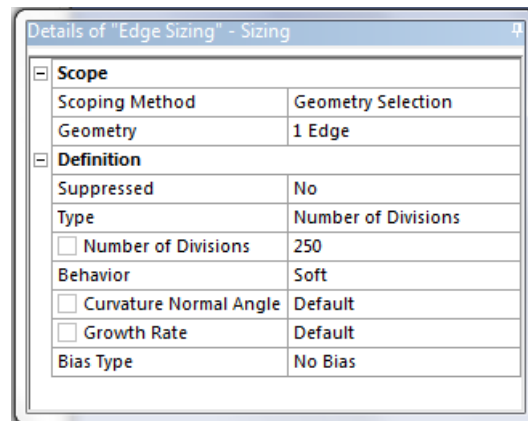 Details of "Edge Sizing" - Sizing
Scope
Scoping Method Geometry Selection
Geometry 1 Edge
Definition
Suppressed No
Type Number of Divisions
Number of Divisions 250
Behavior Soft
Curvature Normal Angle Default
Growth Rate Default
Bias Type No Bias